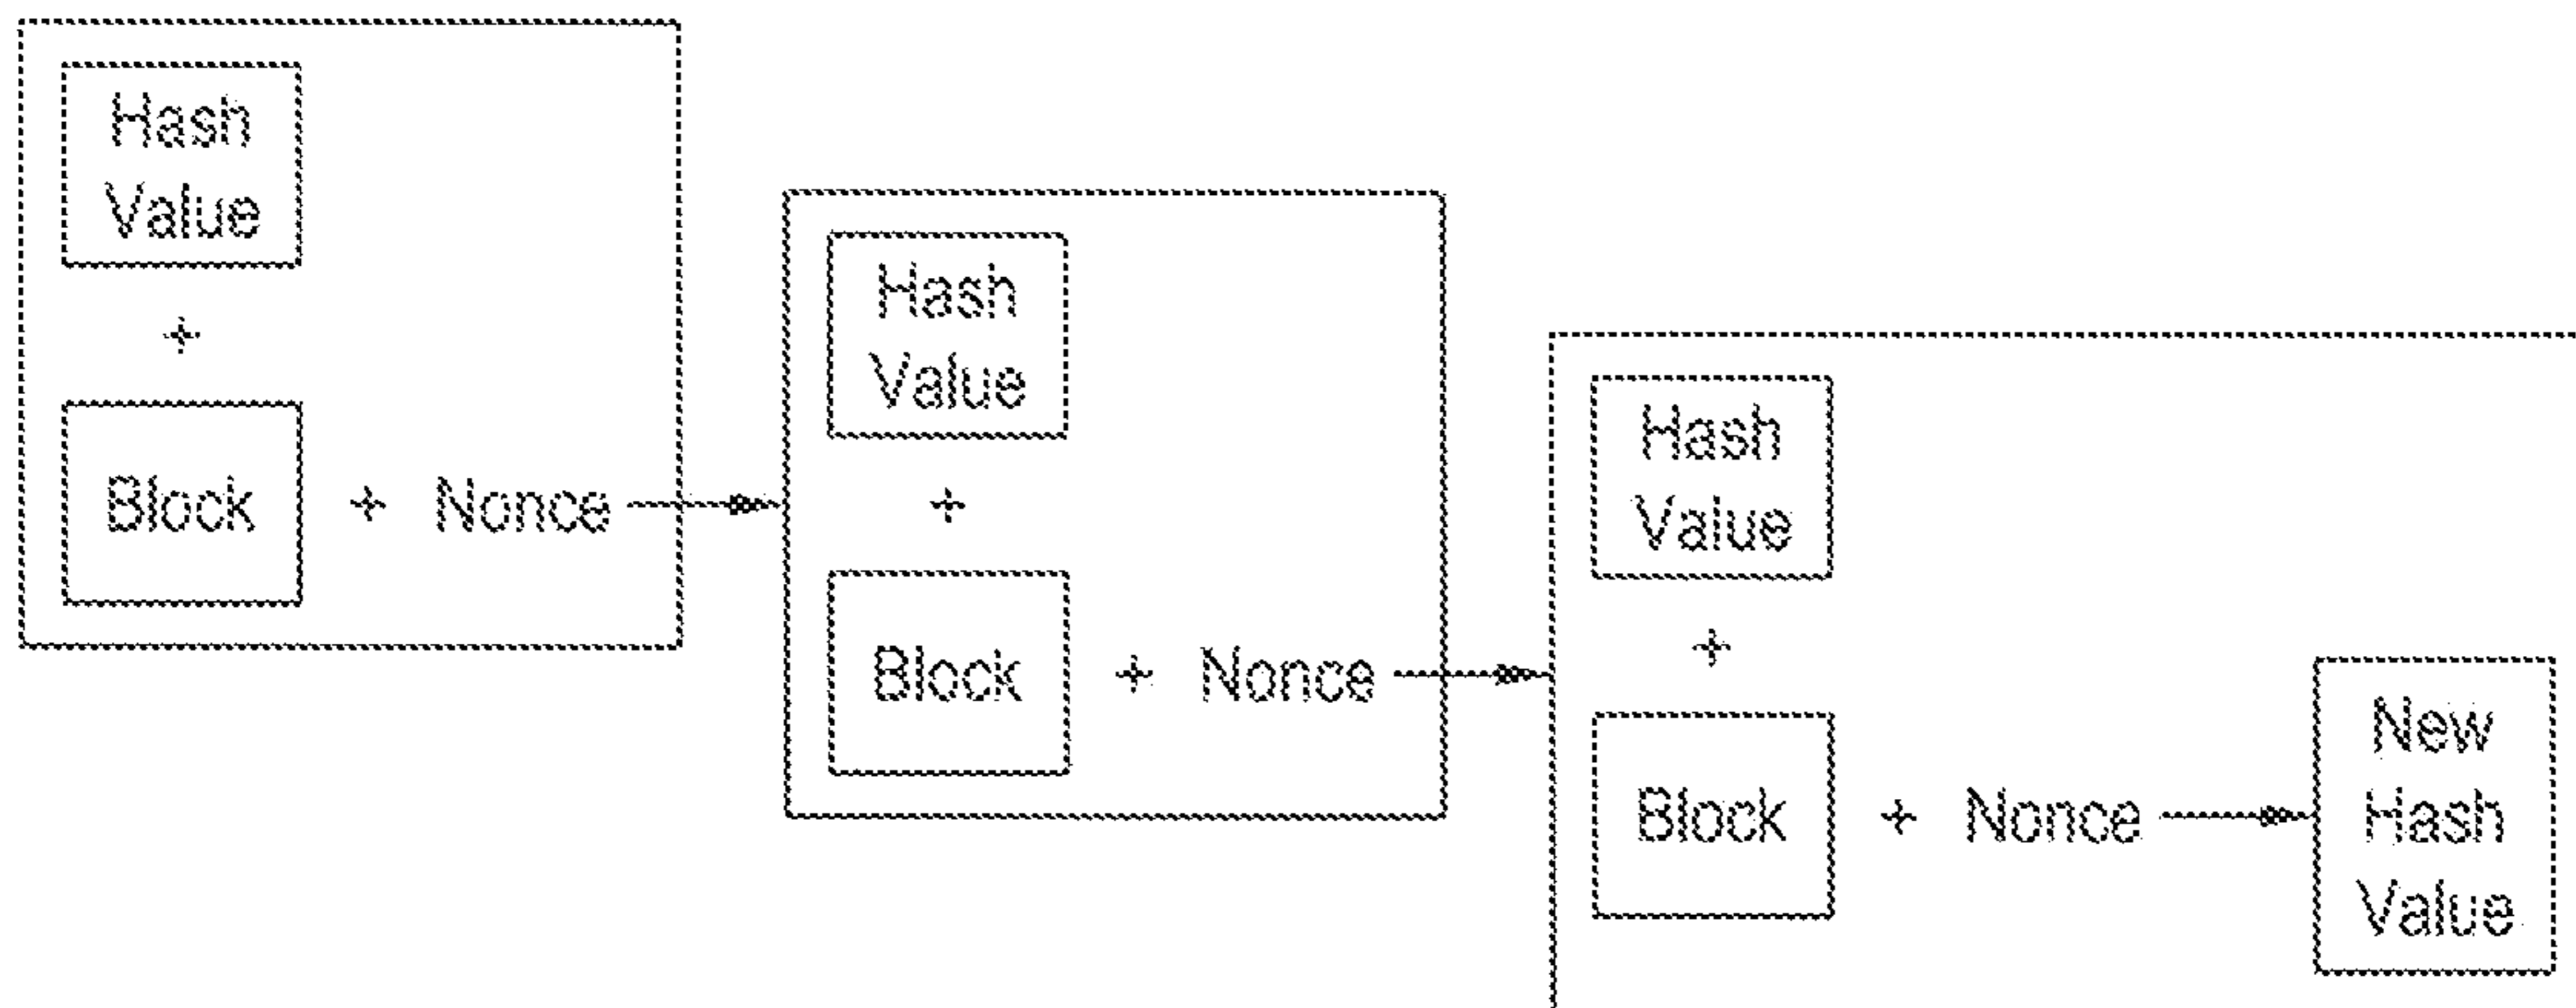 Hash
Value
+
Block + Nonce
Hash
Value
+
Block + Nonce
Hash
Value
+
Block + Nonce
New
Hash
Value